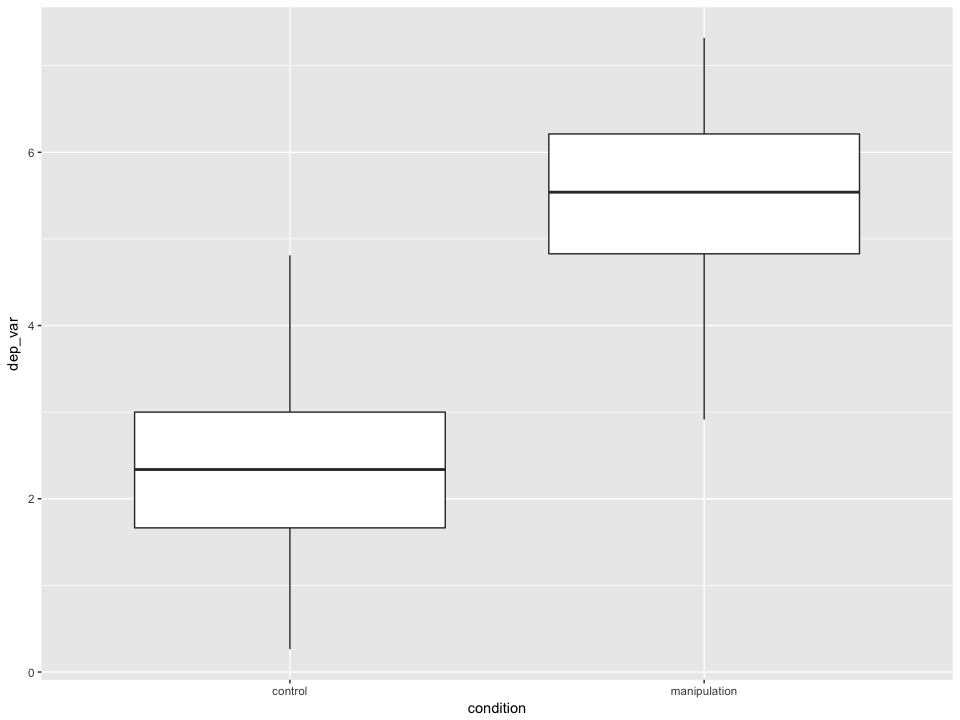 dep_var
6
4
2
0
control
manipulation
condition